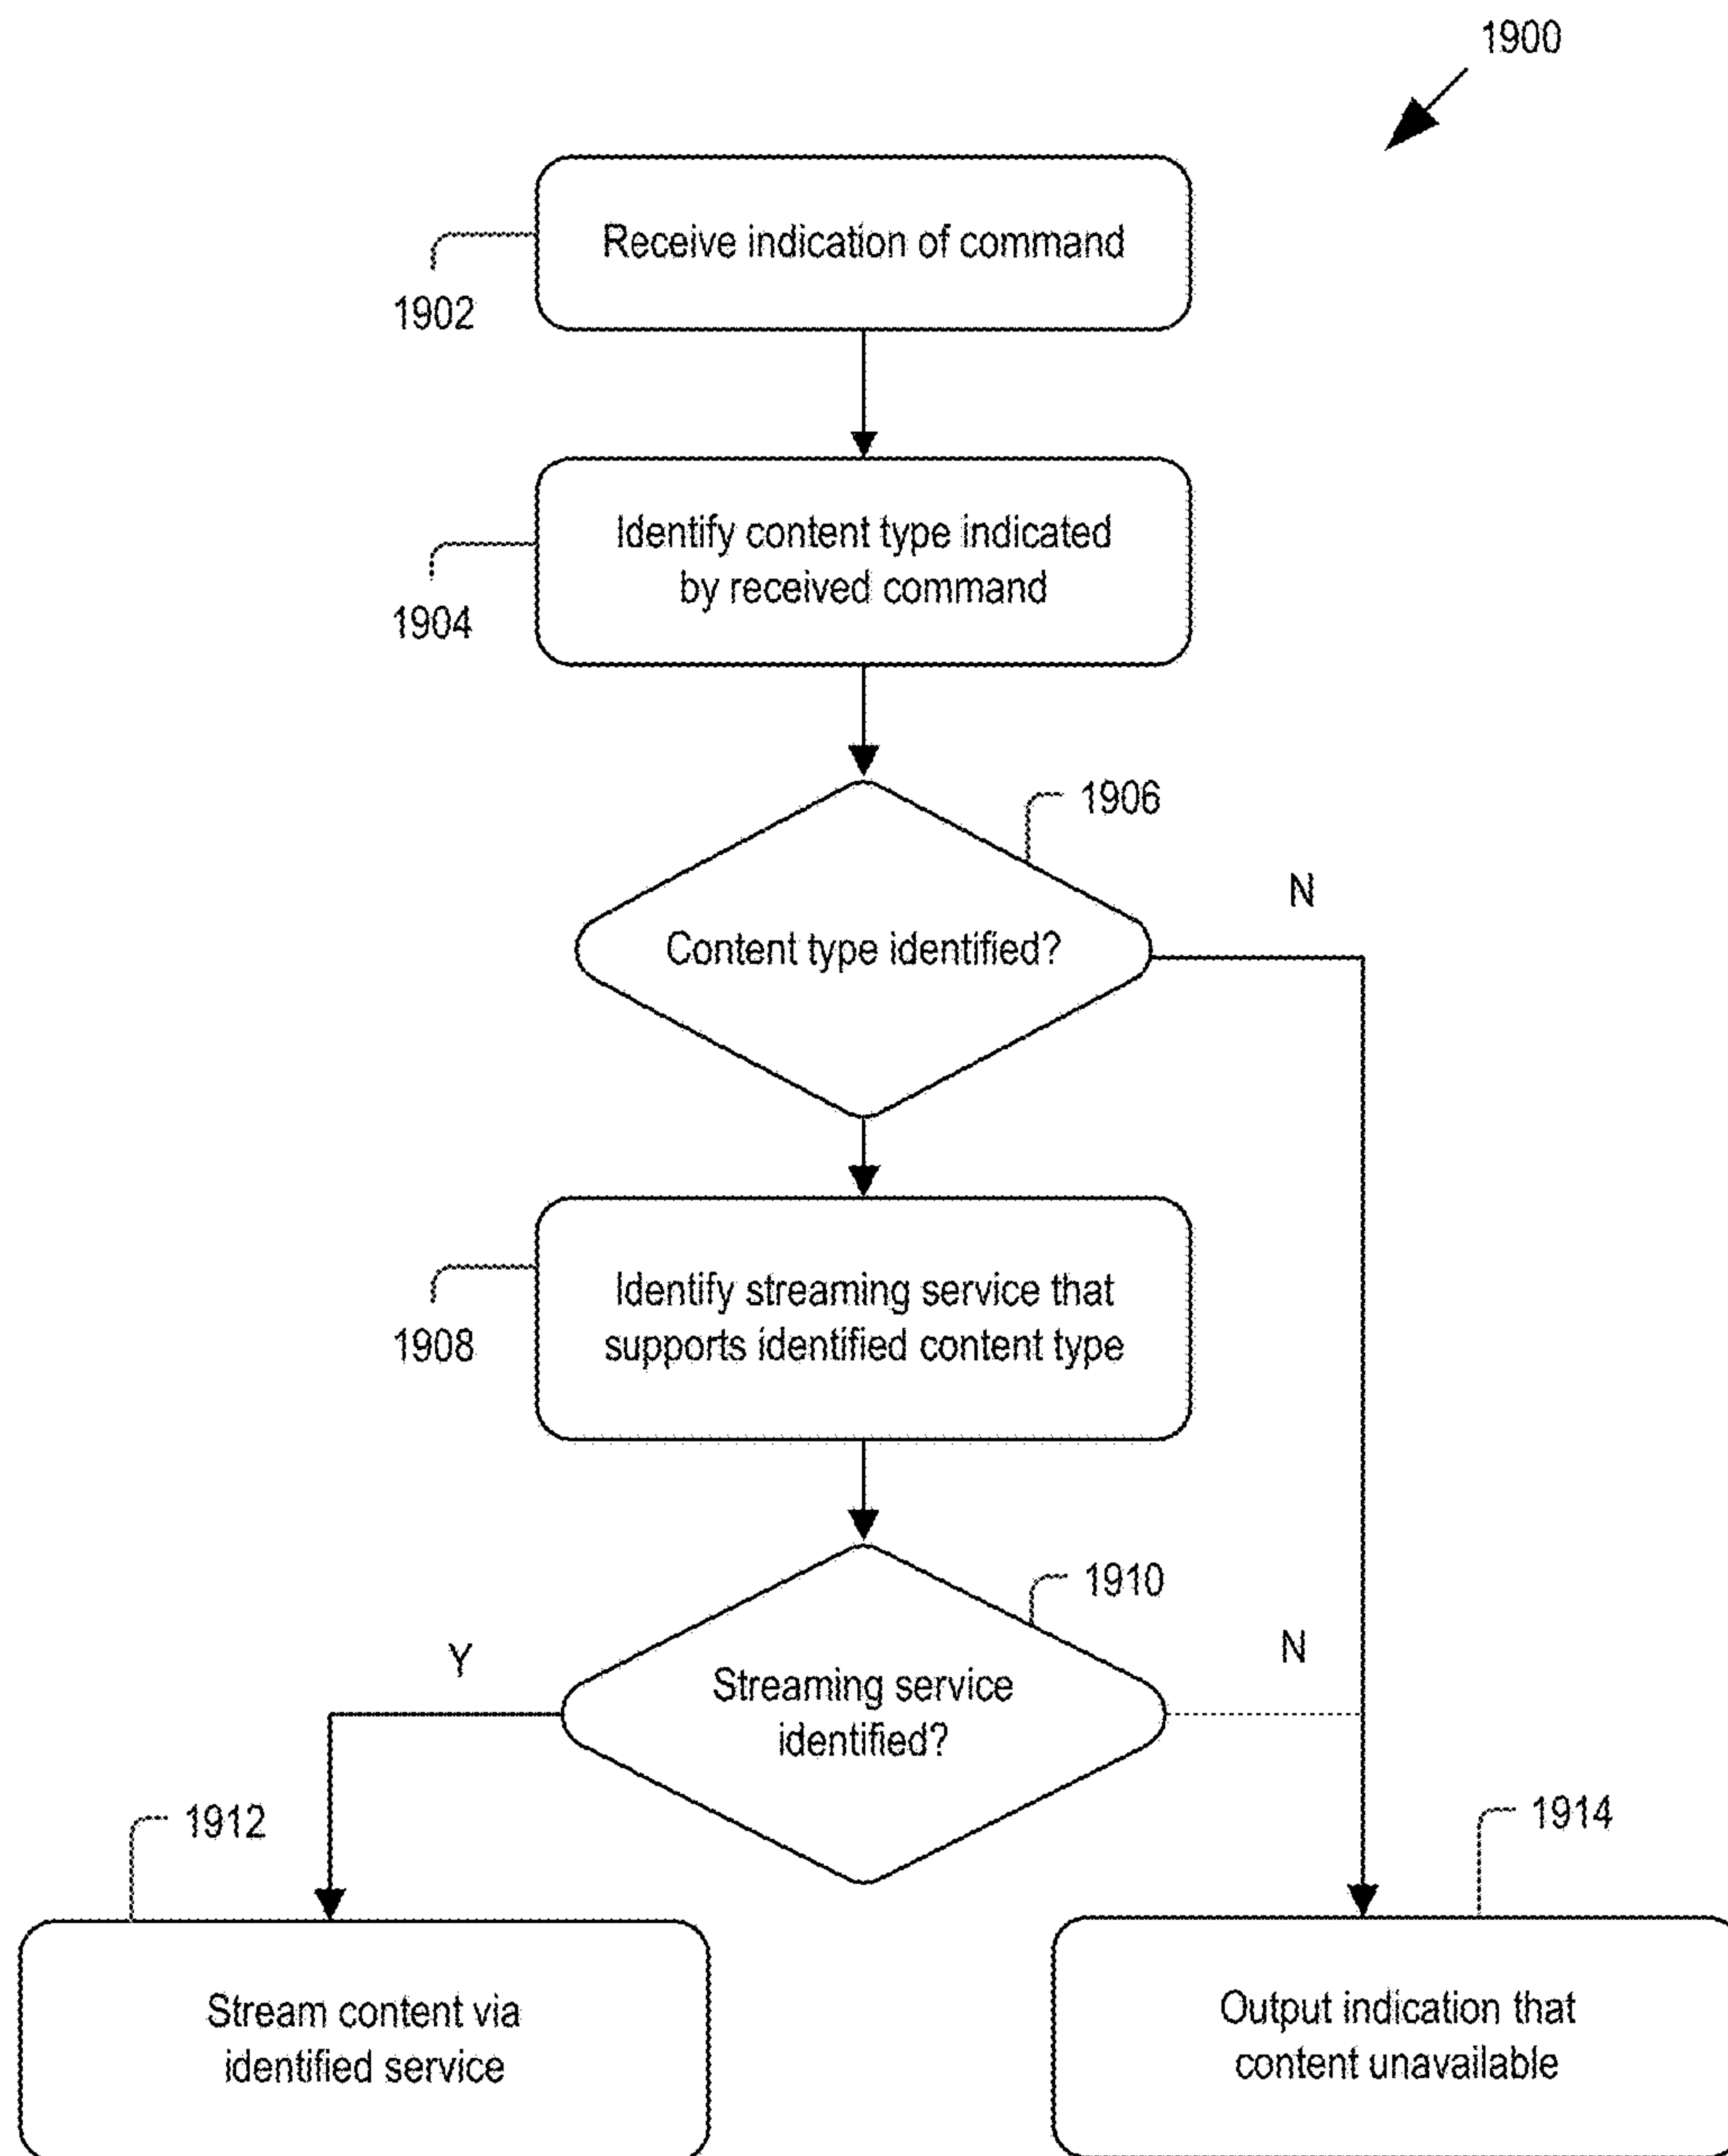 1900
Receive indication of command
1902
Identify content type indicated
by received command
1904
1906
N
Content type identified?
Identify streaming service that
supports identified content type
1908
1910
Y
N
Streaming service
identified?
1912
1914
Stream content via
identified service
Output indication that
content unavailable